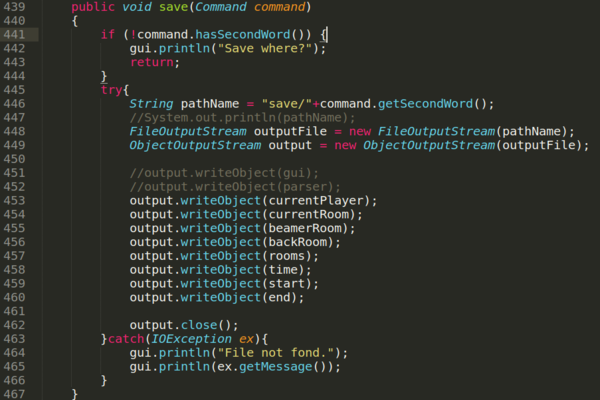 439 public void save(Command command)
440 {
441 if (!command.hasSecondWord()) {
442 gui.println("Save where?");
443 return;
444 }
445 try{
446 String pathName = "save/"+command.getSecondWord();
447 //System.out.println(pathName);
448 FileOutputStream outputFile = new FileOutputStream(pathName);
449 ObjectOutputStream output = new ObjectOutputStream(outputFile);
450
451 //output.writeObject(gui);
452 //output.writeObject(parser);
453 output.writeObject(currentPlayer);
454 output.writeObject(currentRoom);
455 output.writeObject(beamerRoom);
456 output.writeObject(backRoom);
457 output.writeObject(rooms);
458 output.writeObject(time);
459 output.writeObject(start);
460 output.writeObject(end);
461
462 output.close();
463 }catch(IOException ex){
464 gui.println("File not fond.");
465 gui.println(ex.getMessage());
466 }
467 }